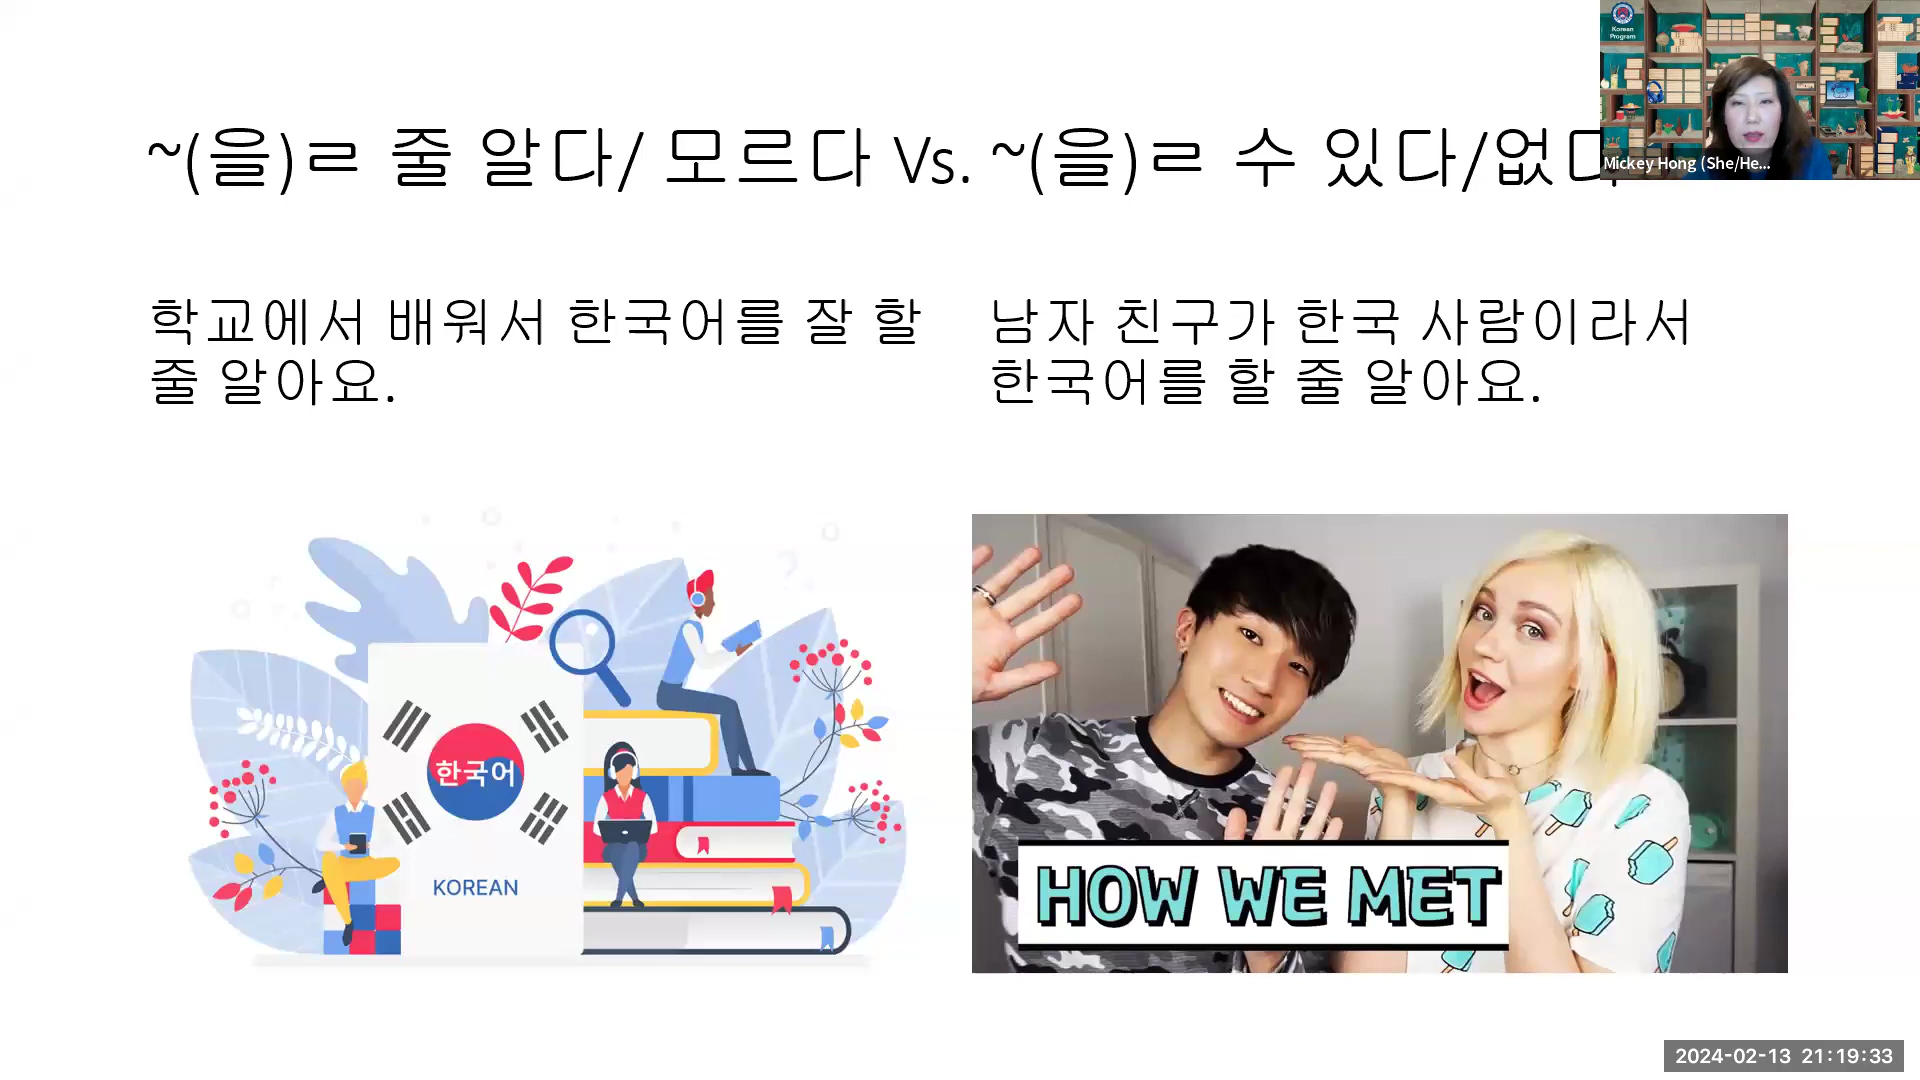 Korean
Program
Mickey Hong (She/He...
~(을)ㄹ 줄 알다/ 모르다 Vs. ~(을)ㄹ 수 있다/없다
학교에서 배워서 한국어를 잘 할
줄 알아요.
남자 친구가 한국 사람이라서
한국어를 할 줄 알아요.
한국어
KOREAN
HOW WE MET
2024-02-13 21:19:33